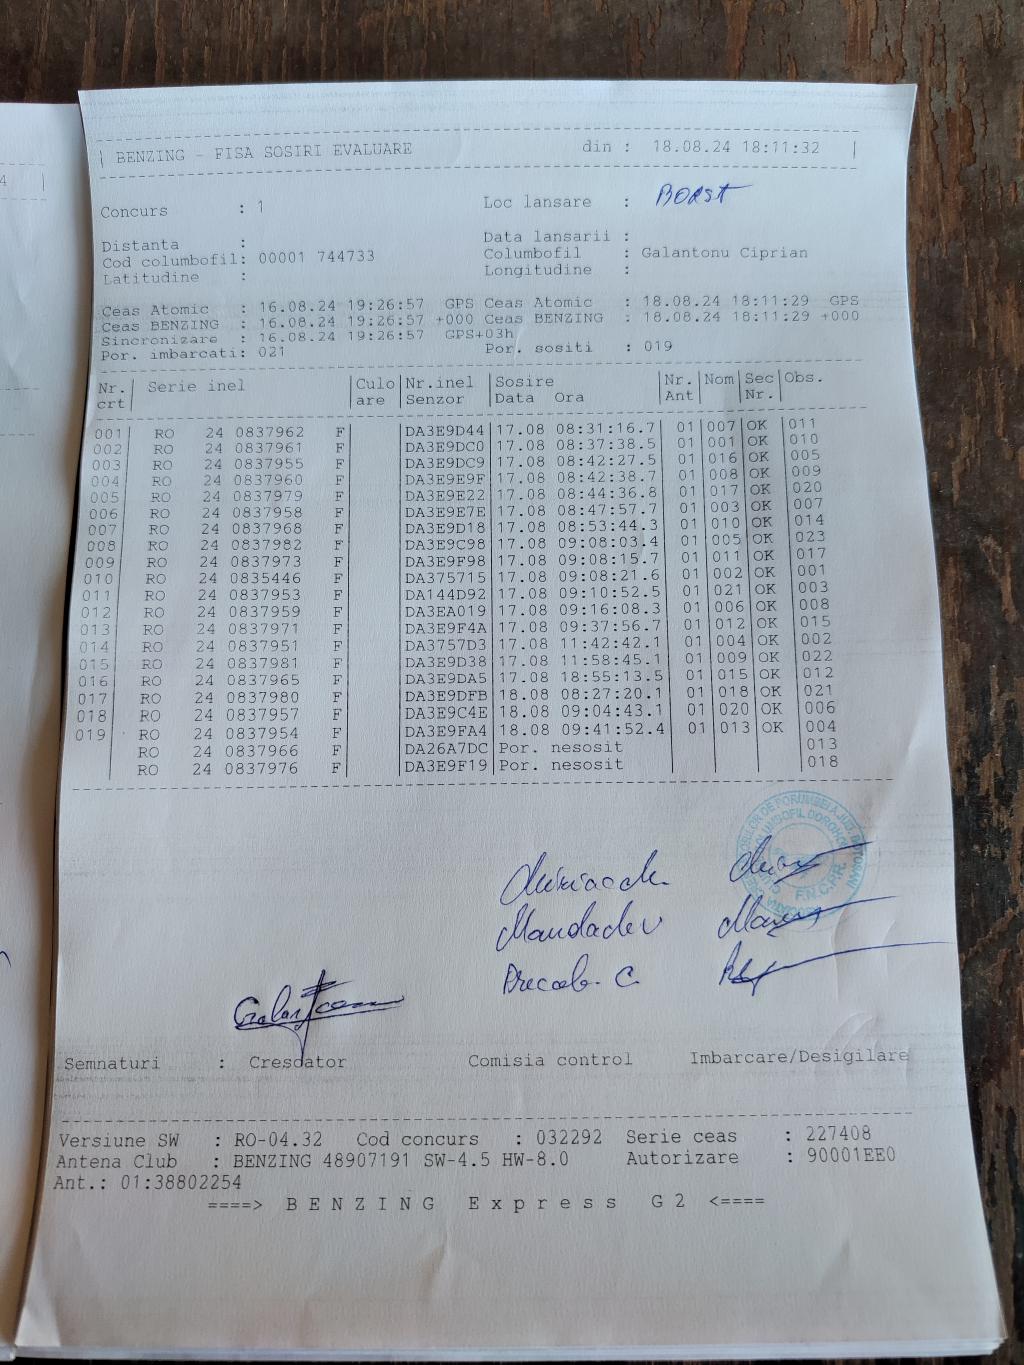 | BENZING - FISA SOSIRI EVALUARE din : 18.08.24 18:11:32 |
Concurs : 1 Loc lansare : BORSA
Distanta : Data lansarii :
Cod columbofil: 00001 744733 Columbofil : Galantonu Ciprian
Latitudine : Longitudine :
Ceas Atomic : 16.08.24 19:26:57 GPS Ceas Atomic : 18.08.24 18:11:29 GPS
Ceas BENZING : 16.08.24 19:26:57 +000 Ceas BENZING : 18.08.24 18:11:29 +000
Sincronizare : 16.08.24 19:26:57 GPS+03h
Por. imbarcati: 021 Por. sositi : 019
Nr. Serie inel Culo Nr.inel Sosire Nr. Nom Sec Obs.
crt are Senzor Data Ora Ant Nr.
001 RO 24 0837962 F DA3E9D44 17.08 08:31:16.7 01 007 OK 011
002 RO 24 0837961 F DA3E9DC0 17.08 08:37:38.5 01 001 OK 010
003 RO 24 0837955 F DA3E9DC9 17.08 08:42:27.5 01 016 OK 005
004 RO 24 0837960 F DA3E9E9F 17.08 08:42:38.7 01 008 OK 009
005 RO 24 0837979 F DA3E9E22 17.08 08:44:36.8 01 017 OK 020
006 RO 24 0837958 F DA3E9E7E 17.08 08:47:57.7 01 003 OK 007
007 RO 24 0837968 F DA3E9D18 17.08 08:53:44.3 01 010 OK 014
008 RO 24 0837982 F DA3E9C98 17.08 09:08:03.4 01 005 OK 023
009 RO 24 0837973 F DA3E9F98 17.08 09:08:15.7 01 011 OK 017
010 RO 24 0835446 F DA375715 17.08 09:08:21.6 01 002 OK 001
011 RO 24 0837953 F DA144D92 17.08 09:10:52.5 01 021 OK 003
012 RO 24 0837959 F DA3EA019 17.08 09:16:08.3 01 006 OK 008
013 RO 24 0837971 F DA3E9F4A 17.08 09:37:56.7 01 012 OK 015
014 RO 24 0837951 F DA3757D3 17.08 11:42:42.1 01 004 OK 002
015 RO 24 0837981 F DA3E9D38 17.08 11:58:45.1 01 009 OK 022
016 RO 24 0837965 F DA3E9DA5 17.08 18:55:13.5 01 015 OK 012
017 RO 24 0837980 F DA3E9DFB 18.08 08:27:20.1 01 018 OK 021
018 RO 24 0837957 F DA3E9C4E 18.08 09:04:43.1 01 020 OK 006
019 RO 24 0837954 F DA3E9FA4 18.08 09:41:52.4 01 013 OK 004
RO 24 0837966 F DA26A7DC Por. nesosit 013
RO 24 0837976 F DA3E9F19 Por. nesosit 018
F.N.C.P.R.
Semnaturi : Crescator Comisia control Imbarcare/Desigilare
Versiune SW : RO-04.32 Cod concurs : 032292 Serie ceas : 227408
Antena Club : BENZING 48907191 SW-4.5 HW-8.0 Autorizare : 90001EE0
Ant.: 01:38802254
====> B E N Z I N G E x p r e s s G 2 <====